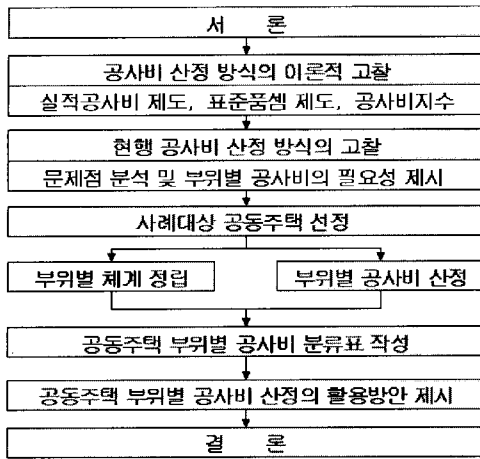 서 론
공사비 산정 방식의 이론적 고찰
실적공사비 제도, 표준품셈 제도, 공사비지수
현행 공사비 산정 방식의 고찰
문제점 분석 및 부위별 공사비의 필요성 제시
사례대상 공동주택 선정
부위별 체계 정립
부위별 공사비 산정
공동주택 부위별 공사비 분류표 작성
공동주택 부위별 공사비 산정의 활용방안 제시
결 론